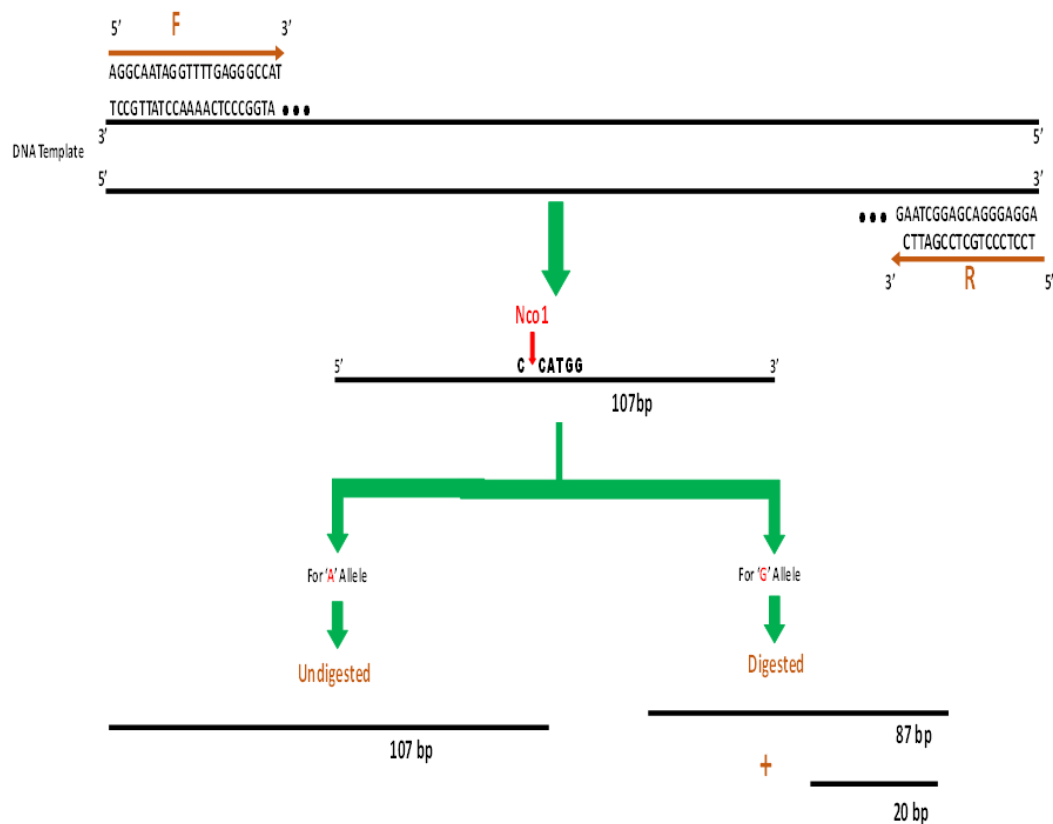 5’ F 3’
AGGCAATAGGTTTTGAGGGCCAT
TCCGTTATCCAAAACTCCCGGTA •••
3’ 5’
DNA Template
5’ 3’
••• GAATCGGAGCAGGGAGGA
CTTAGCCTCGTCCCTCCT
3’ R 5’
Nco1
5’ C CATGG 3’
107bp
For ‘A’ Allele For ‘G’ Allele
Undigested Digested
107 bp 87 bp
+
20 bp